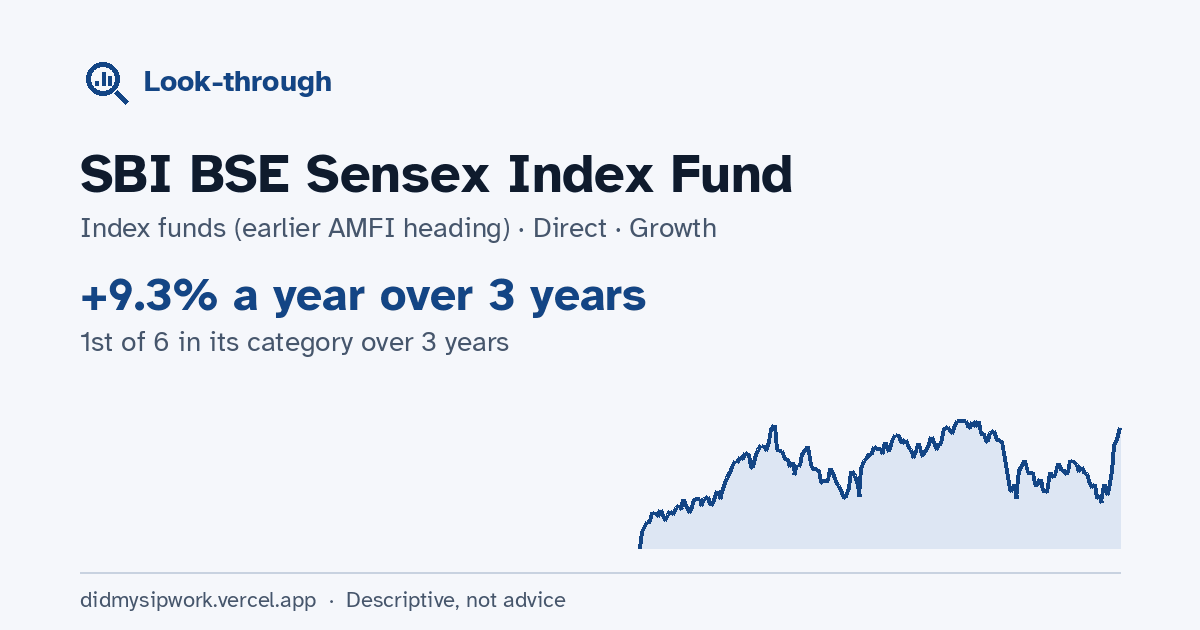 Look-through
SBI BSE Sensex Index Fund
Index funds (earlier AMFI heading) · Direct · Growth
+9.3% a year over 3 years
1st of 6 in its category over 3 years
didmysipwork.vercel.app · Descriptive, not advice